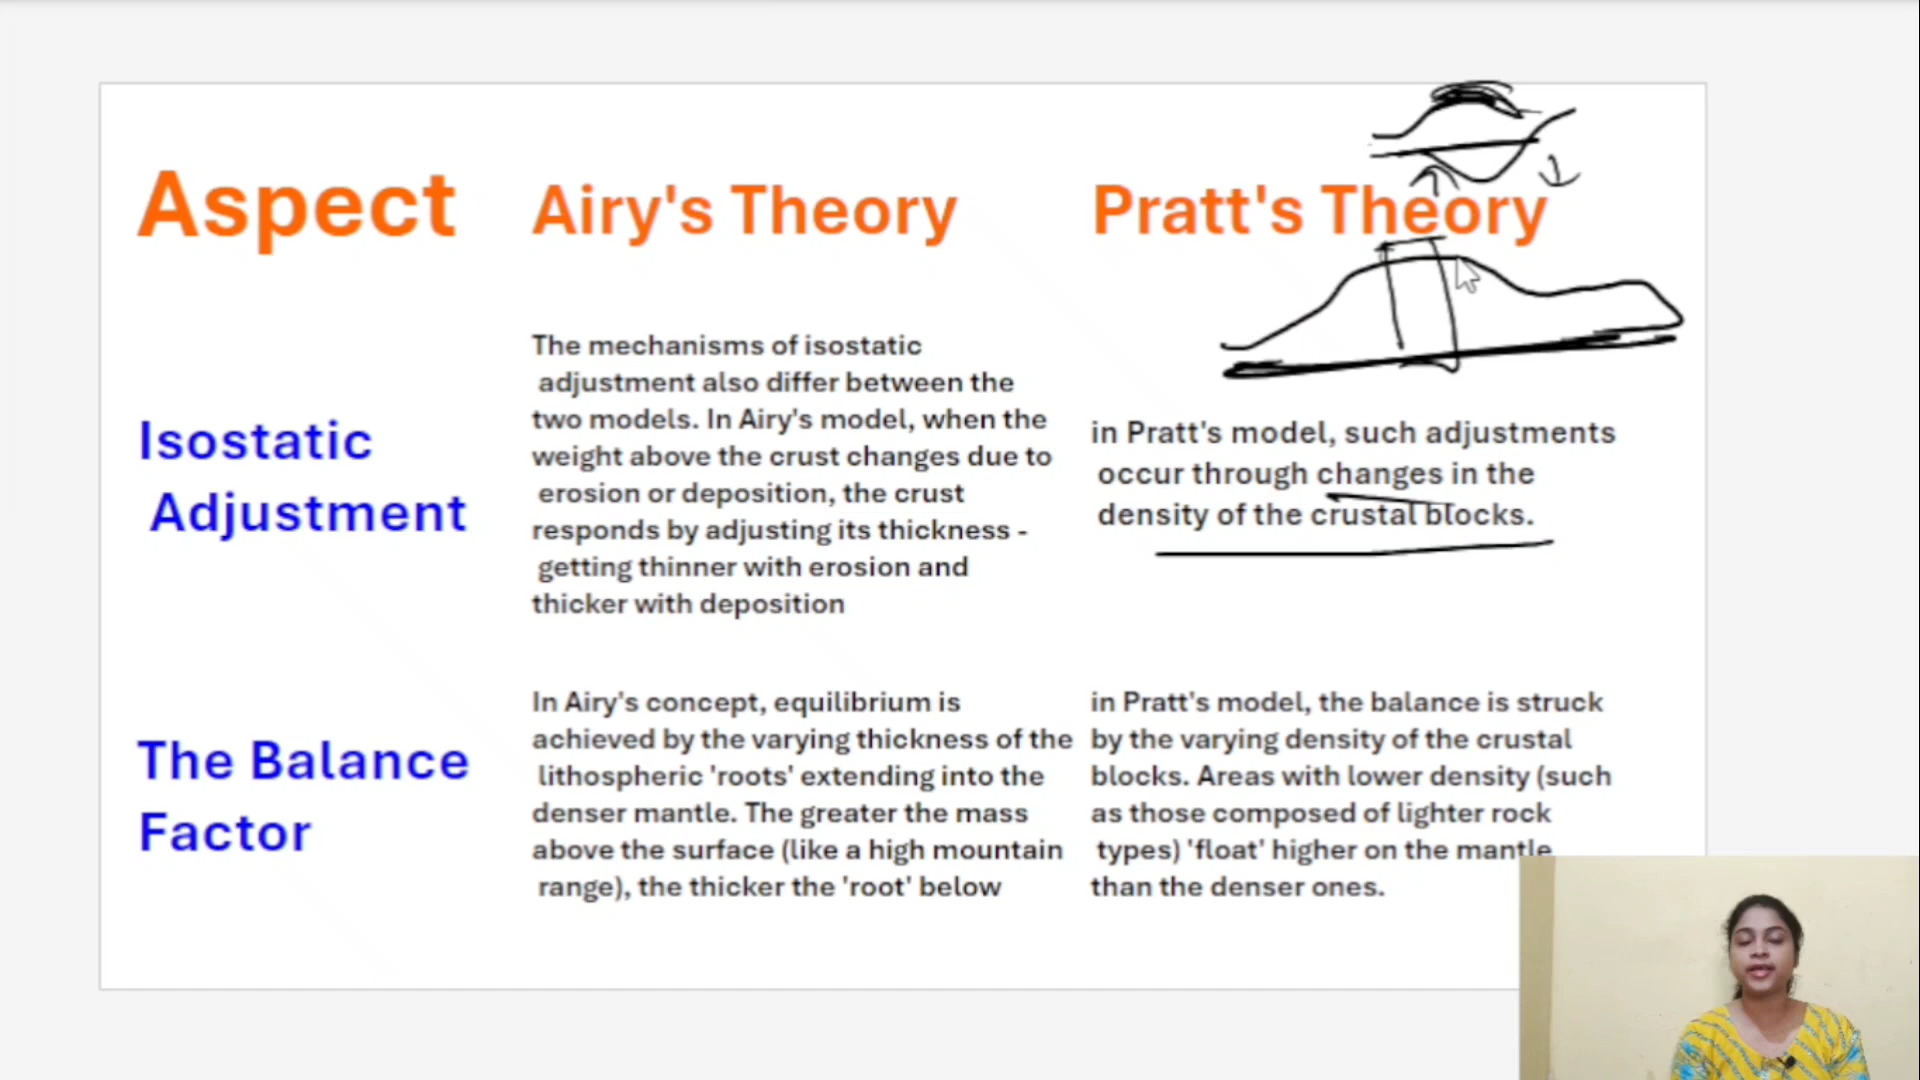 Aspect
Airy's Theory
Pratt's Theory
Isostatic
Adjustment
The mechanisms of isostatic
adjustment also differ between the
two models. In Airy's model, when the
weight above the crust changes due to
erosion or deposition, the crust
responds by adjusting its thickness -
getting thinner with erosion and
thicker with deposition
in Pratt's model, such adjustments
occur through changes in the
density of the crustal blocks.
The Balance
Factor
In Airy's concept, equilibrium is
achieved by the varying thickness of the
lithospheric 'roots' extending into the
denser mantle. The greater the mass
above the surface (like a high mountain
range), the thicker the 'root' below
in Pratt's model, the balance is struck
by the varying density of the crustal
blocks. Areas with lower density (such
as those composed of lighter rock
types) 'float' higher on the mantle
than the denser ones.